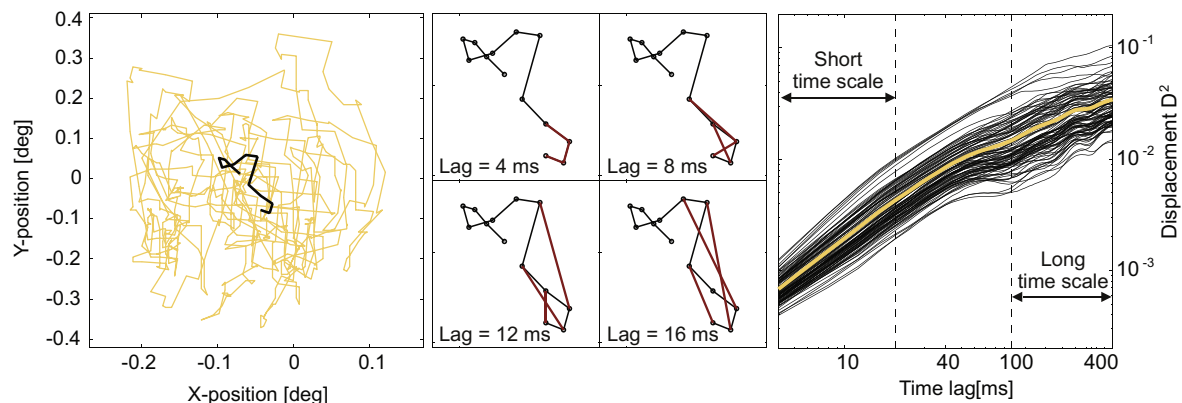 0.4
0.3
0.2
0.1
0
-0.1
-0.2
-0.3
0.4
Y-position [deg]
-0.2
-0.1
0
0.1
X-position [deg]
Lag = 4 ms
Lag = 8 ms
Lag = 12 ms
Lag = 16 ms
Short
time scale
Long
time scale
10
40
100
400
Time lag[ms]
10-1
10-2
10-3
Displacement D²